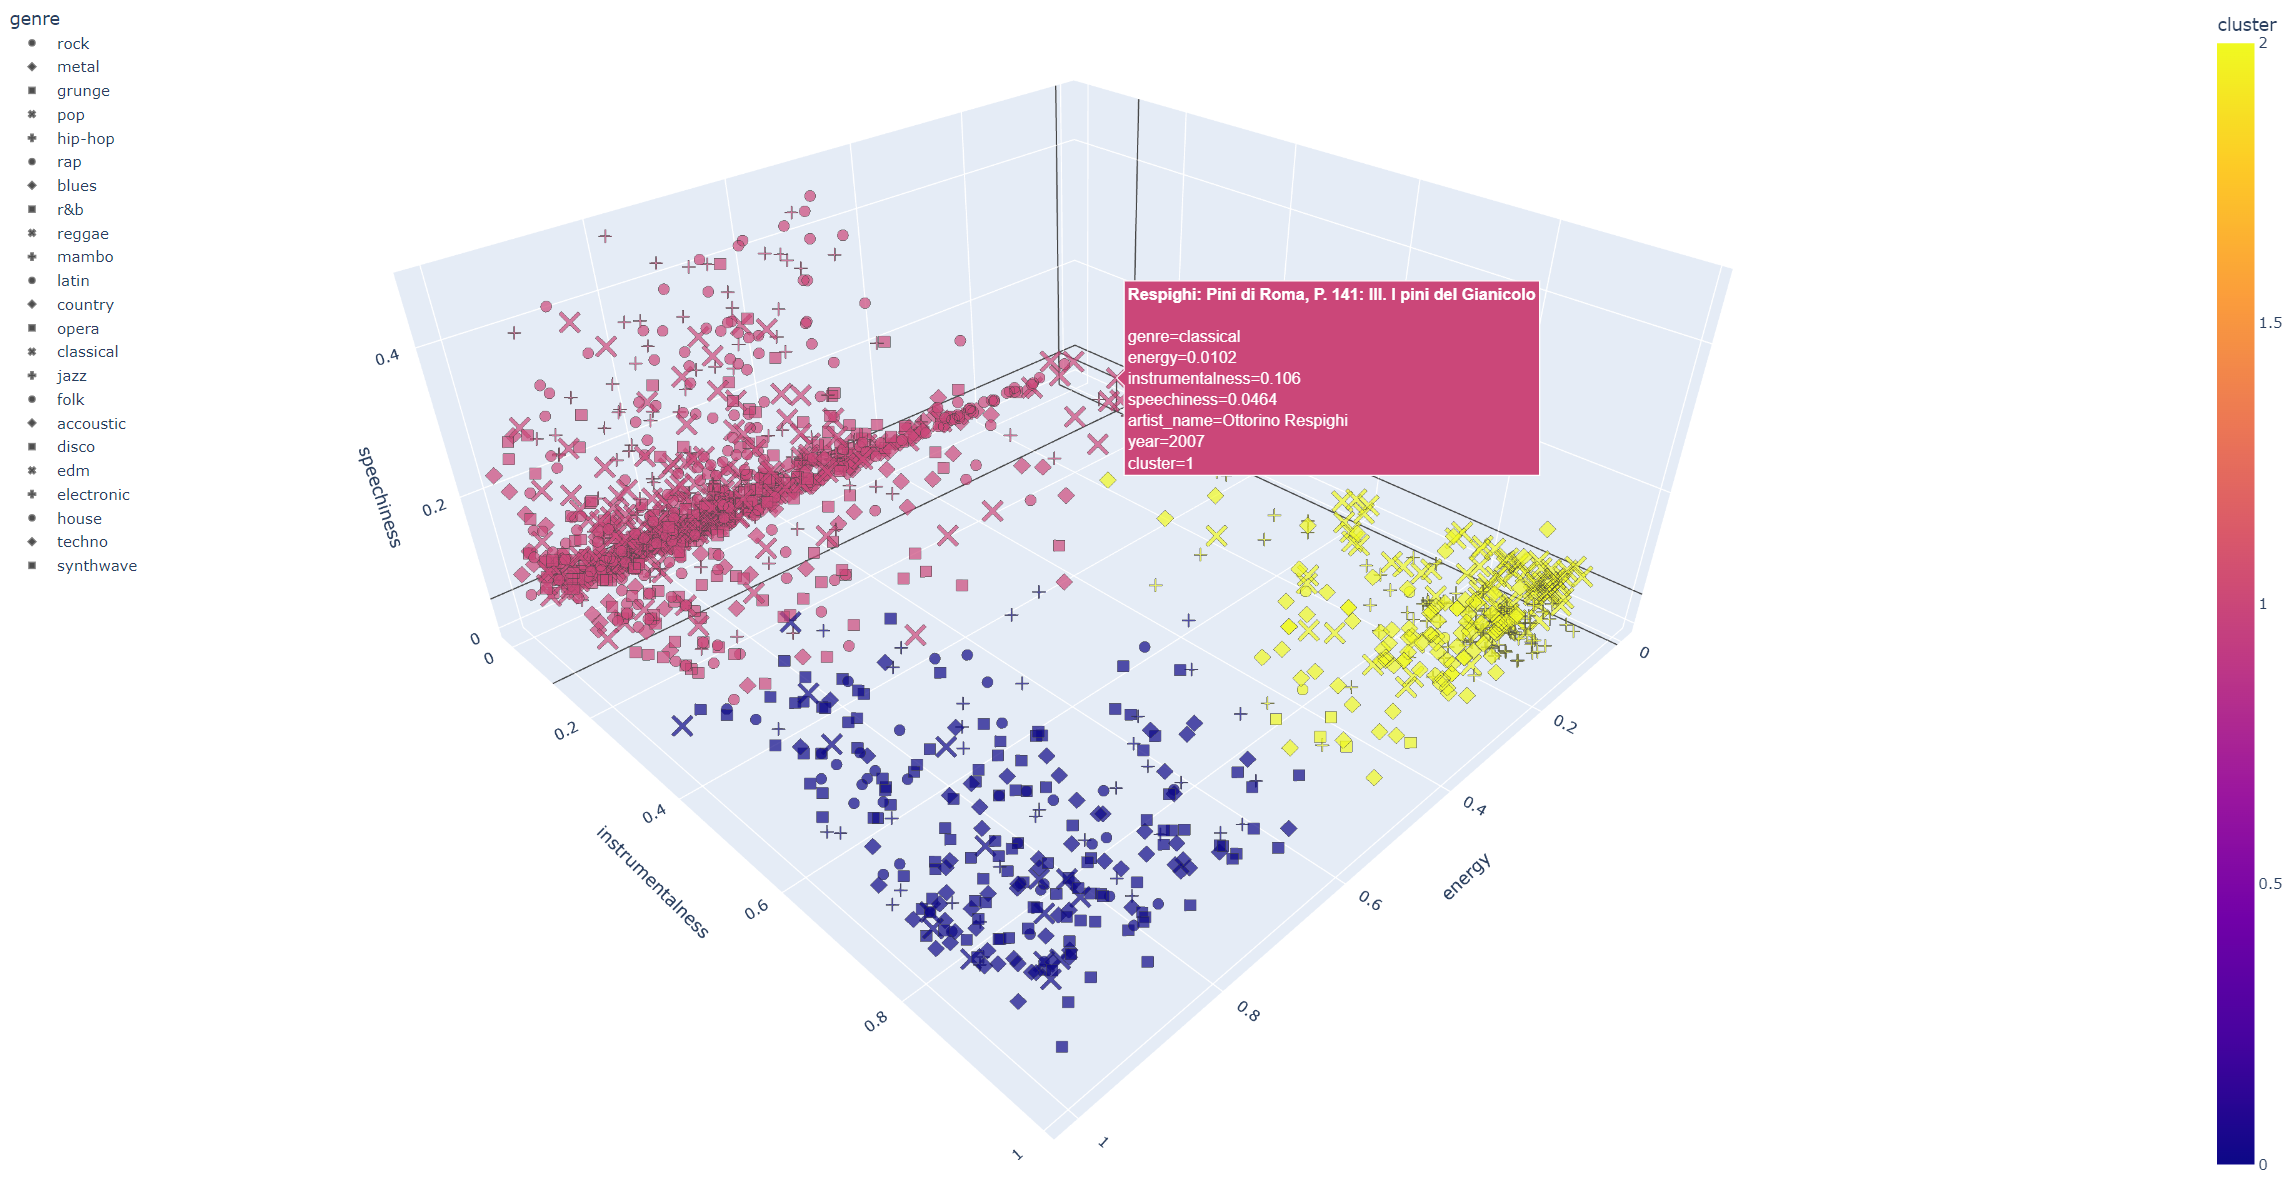 genre
rock
metal
grunge
pop
hip-hop
rap
blues
r&b
reggae
mambo
latin
country
opera
classical
jazz
folk
accoustic
disco
edm
electronic
house
techno
synthwave
Respighi: Pini di Roma, P. 141: III. I pini del Gianicolo
genre=classical
energy=0.0102
instrumentalness=0.106
speechiness=0.0464
artist_name=Ottorino Respighi
year=2007
cluster=1
speechiness
0.4
0.2
0
instrumentalness
0
0.2
0.4
0.6
0.8
1
energy
0
0.2
0.4
0.6
0.8
1
cluster
2
1.5
1
0.5
0